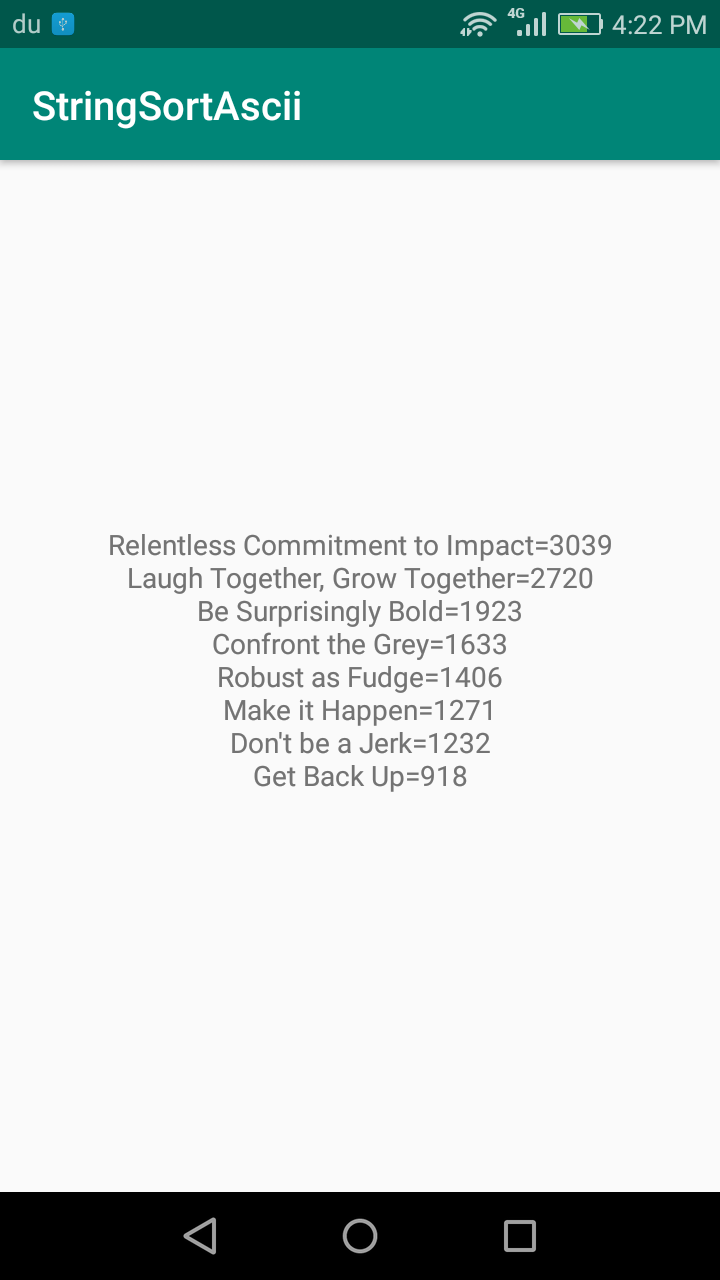 du
4G
4:22 PM
StringSortAscii
Relentless Commitment to Impact=3039
Laugh Together, Grow Together=2720
Be Surprisingly Bold=1923
Confront the Grey=1633
Robust as Fudge=1406
Make it Happen=1271
Don't be a Jerk=1232
Get Back Up=918